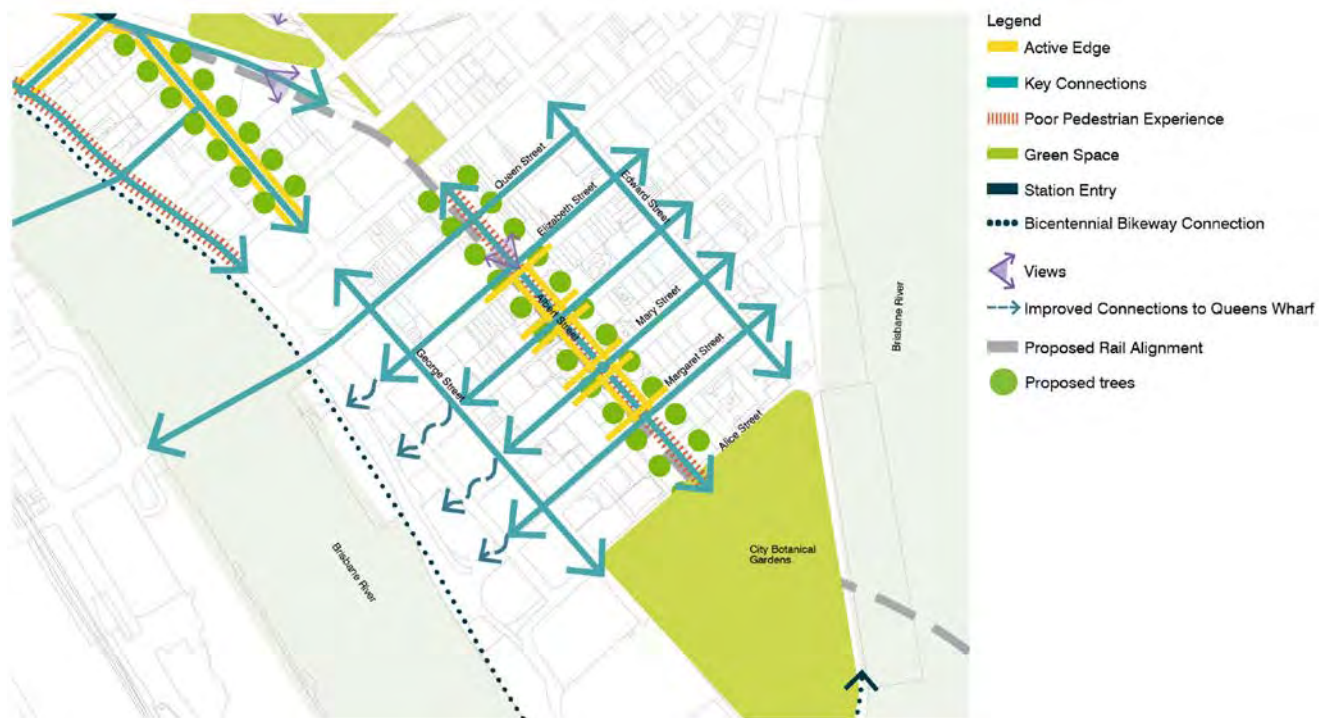 Legend
Active Edge
Key Connections
Poor Pedestrian Experience
Green Space
Station Entry
Bicentennial Bikeway Connection
Views
Improved Connections to Queens Wharf
Proposed Rail Alignment
Proposed trees
Queen Street
Elizabeth Street
Edward Street
Albert Street
Mary Street
George Street
Margaret Street
Alice Street
Brisbane River
City Botanical
Gardens
Brisbane River